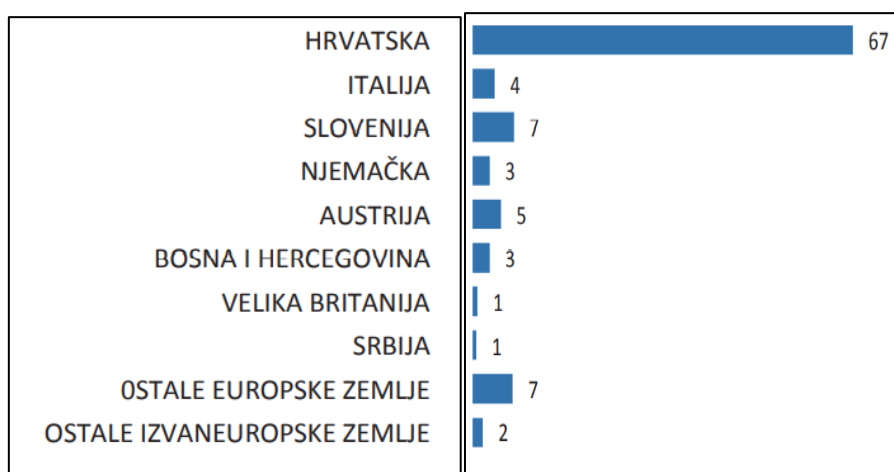 HRVATSKA 67
ITALIJA 4
SLOVENIJA 7
NJEMAČKA 3
AUSTRIJA 5
BOSNA I HERCEGOVINA 3
VELIKA BRITANIJA 1
SRBIJA 1
0STALE EUROPSKE ZEMLJE 7
OSTALE IZVANEUROPSKE ZEMLJE 2